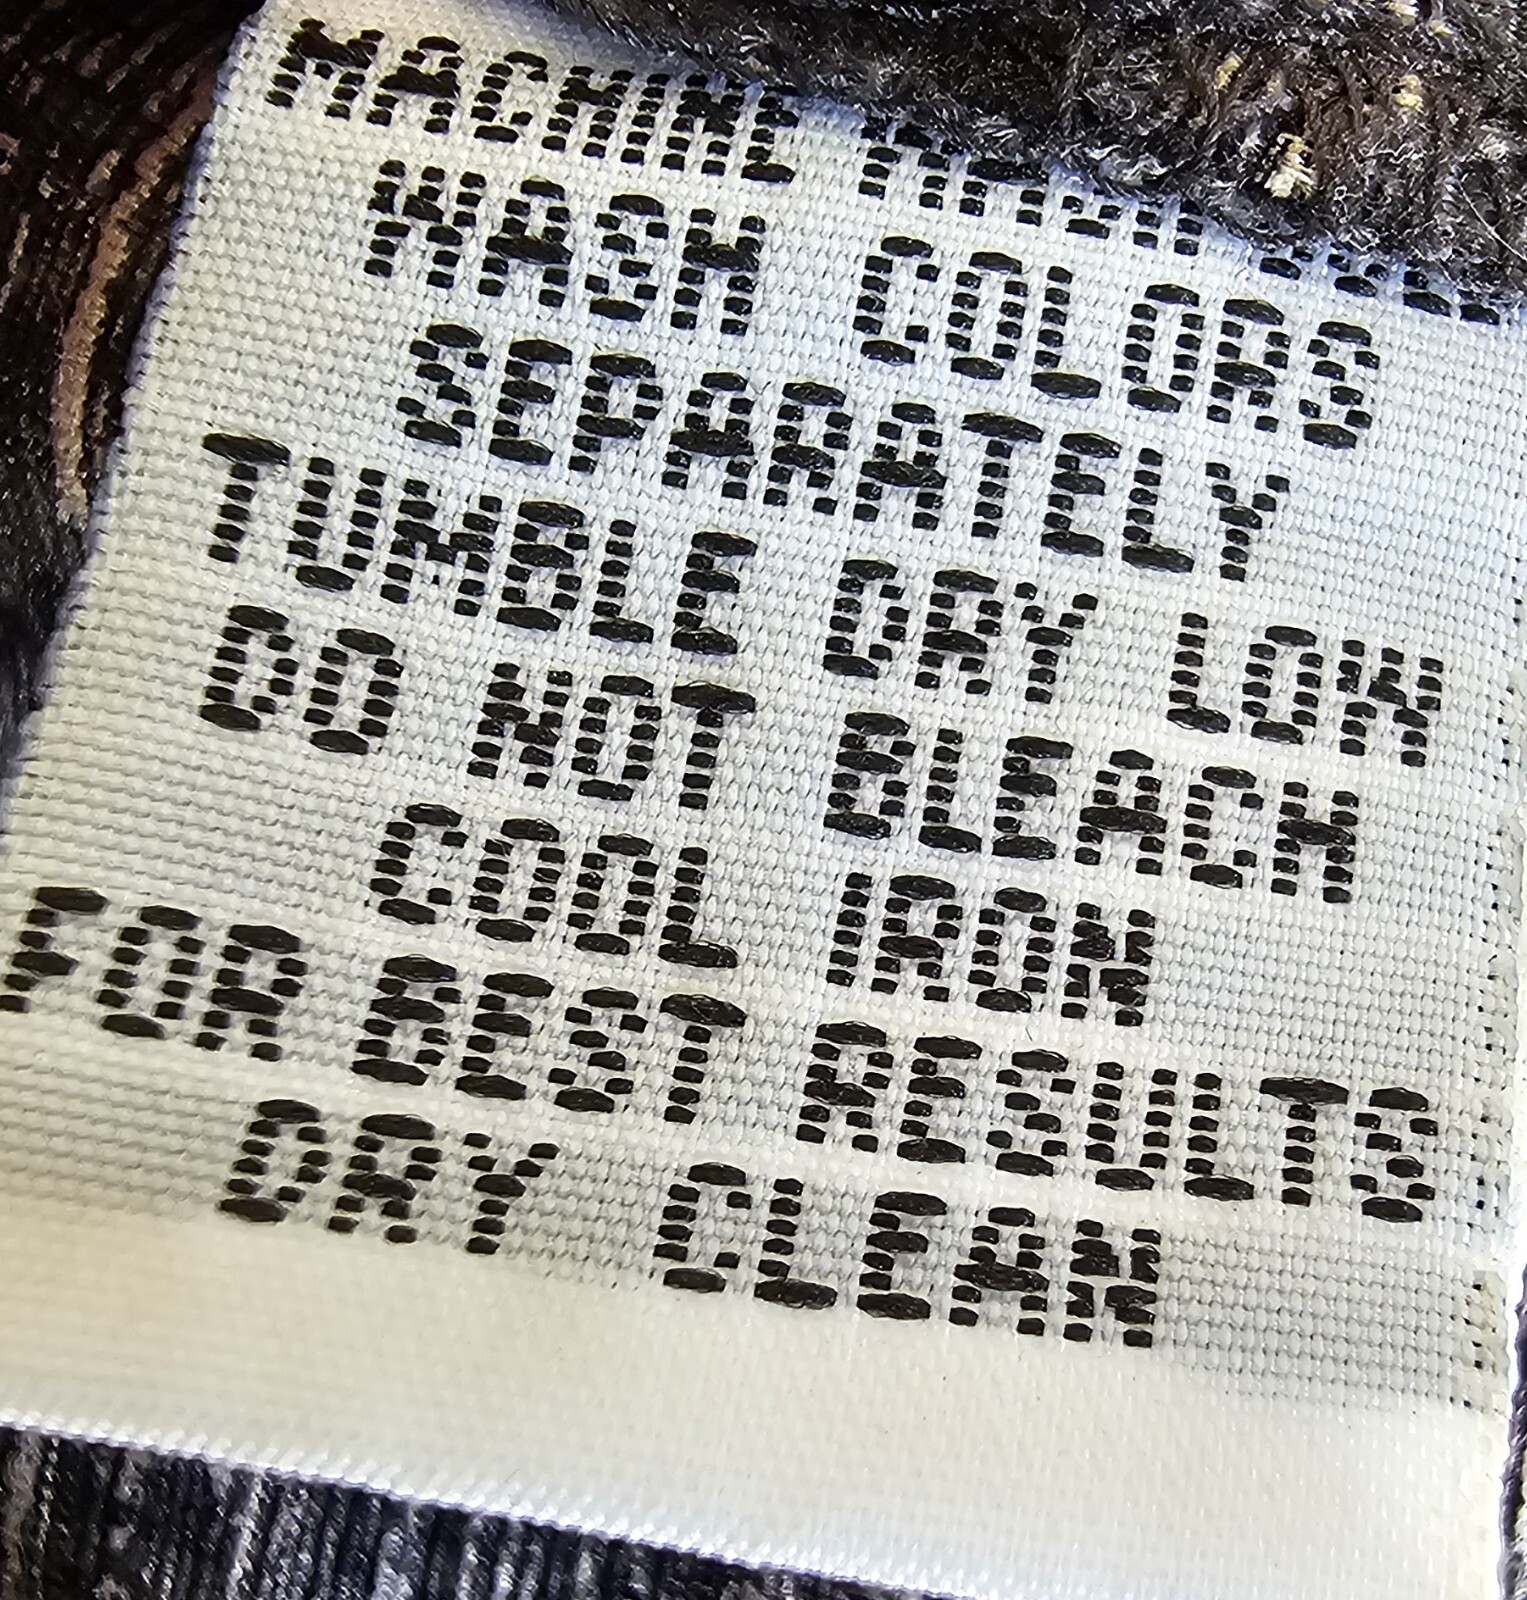 MACHINE
WASH COLORS
SEPARATELY
TUMBLE DRY LOW
DO NOT BLEACH
COOL IRON
FOR BEST RESULTS
DRY CLEAN